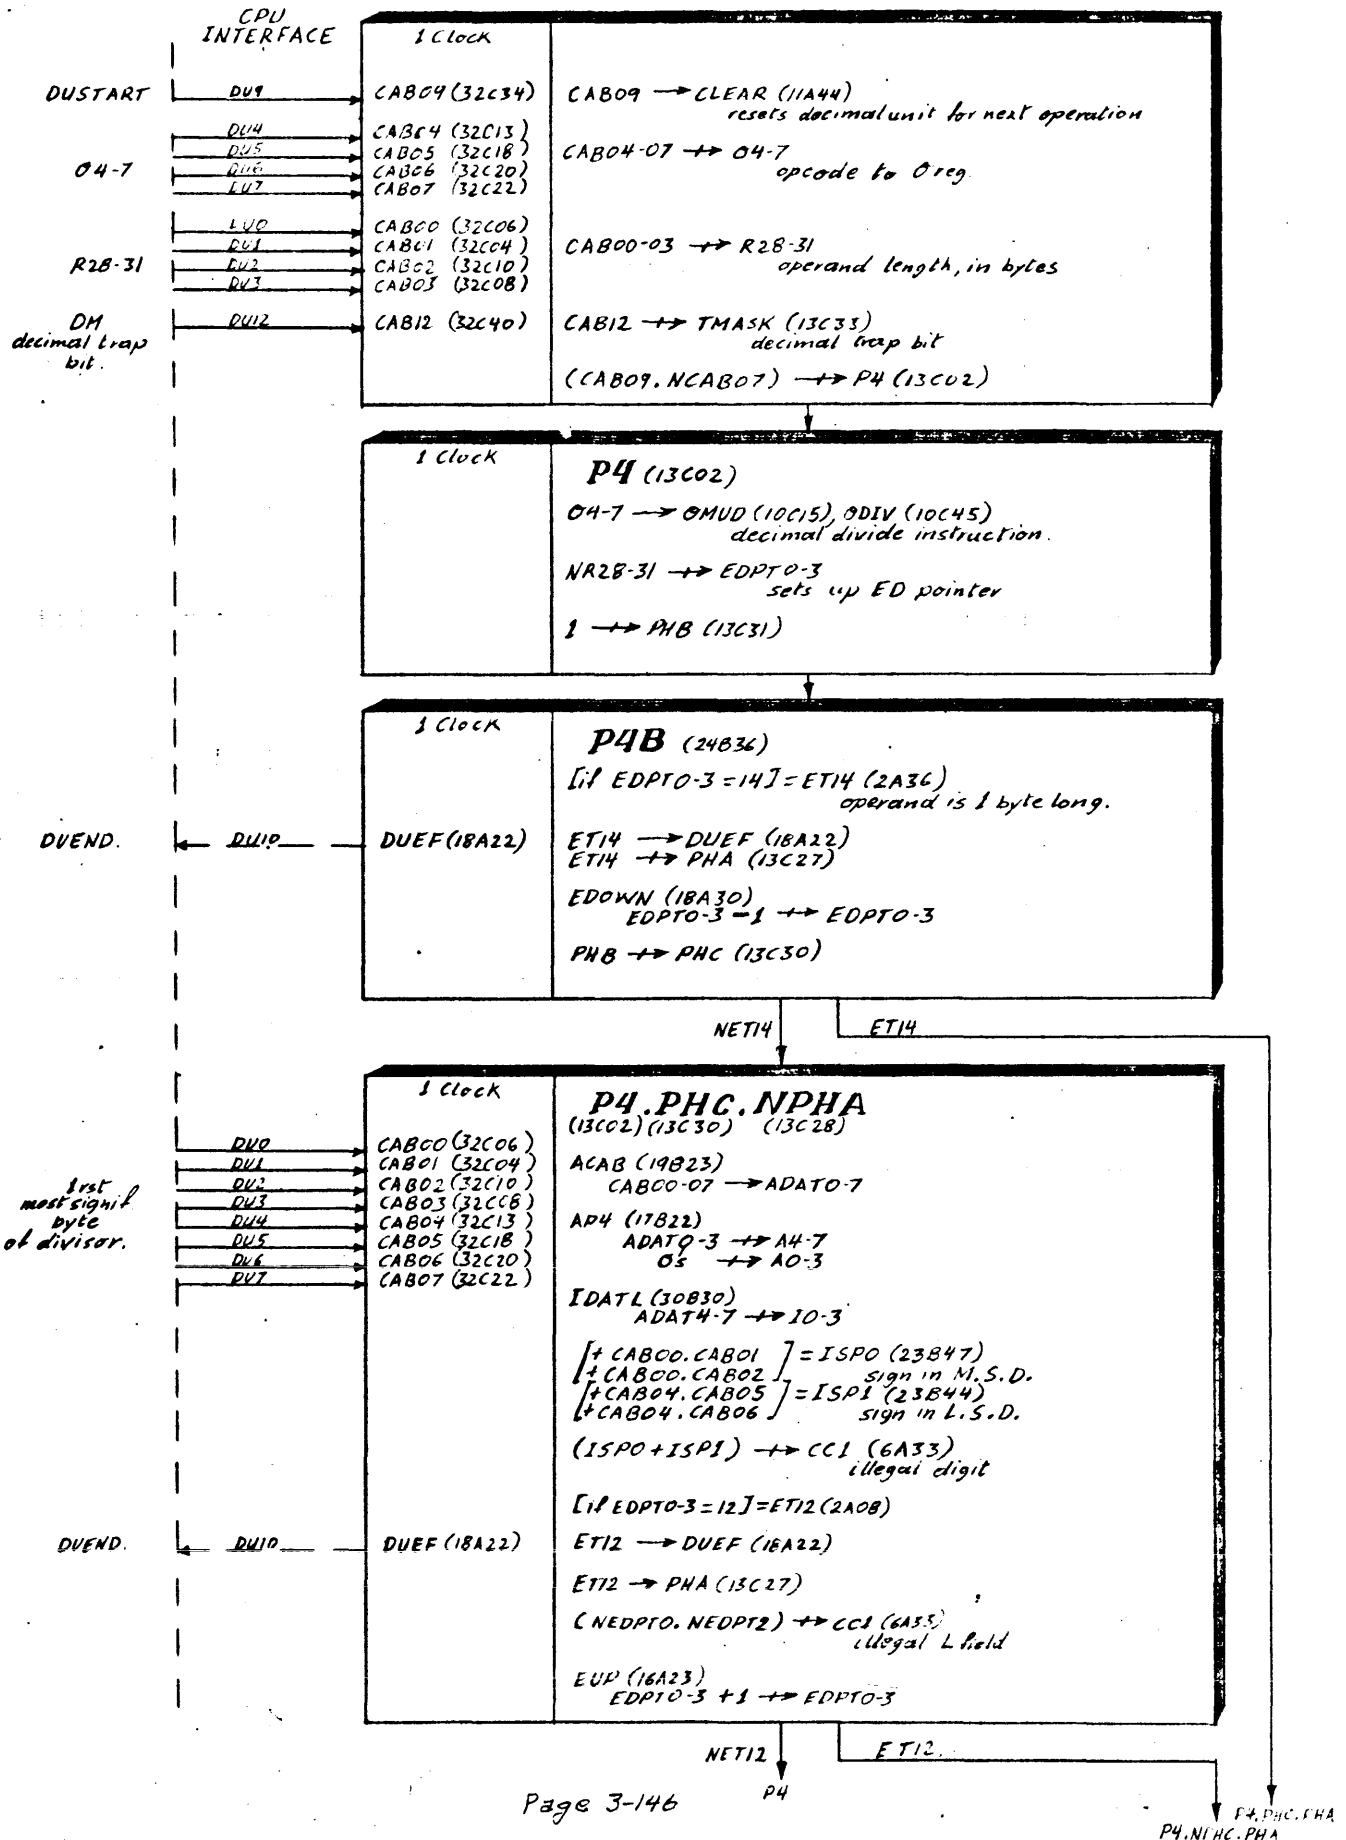 CPU
INTERFACE
1 Clock
DUSTART
DU9
CAB09 (32C34)
CAB09 → CLEAR (11A44)
resets decimal unit for next operation
O4-7
DU4
CAB04 (32C13)
DU5
CAB05 (32C18)
DU6
CAB06 (32C20)
DU7
CAB07 (32C22)
CAB04-07 ↛ O4-7
opcode to O reg.
R28-31
DU0
CAB00 (32C06)
DU1
CAB01 (32C04)
DU2
CAB02 (32C10)
DU3
CAB03 (32C08)
CAB00-03 ↛ R28-31
operand length, in bytes
DM
decimal trap
bit.
DU12
CAB12 (32C40)
CAB12 ↛ TMASK (13C33)
decimal trap bit
(CAB09.NCAB07) ↛ P4 (13C02)
1 Clock
P4 (13C02)
O4-7 → OMUD (10C15), ODIV (10C45)
decimal divide instruction.
NR28-31 ↛ EDPT0-3
sets up ED pointer
1 ↛ PHB (13C31)
1 Clock
P4B (24B36)
[if EDPT0-3 = 14] = ET14 (2A36)
operand is 1 byte long.
DUEND.
DU10
DUEF (18A22)
ET14 → DUEF (18A22)
ET14 ↛ PHA (13C27)
EDOWN (18A30)
EDPT0-3 -1 ↛ EDPT0-3
PHB ↛ PHC (13C30)
NET14
ET14
1 Clock
P4.PHC.NPHA
(13C02) (13C30) (13C28)
1rst
most signif
byte
of divisor.
DU0
CAB00 (32C06)
DU1
CAB01 (32C04)
DU2
CAB02 (32C10)
DU3
CAB03 (32C08)
DU4
CAB04 (32C13)
DU5
CAB05 (32C18)
DU6
CAB06 (32C20)
DU7
CAB07 (32C22)
ACAB (19B23)
CAB00-07 → ADAT0-7
AP4 (17B22)
ADAT0-3 ↛ A4-7
0s ↛ A0-3
IDATL (30B30)
ADAT4-7 ↛ I0-3
[+ CAB00.CAB01
+ CAB00.CAB02] = ISP0 (23B47)
sign in M.S.D.
[+ CAB04.CAB05
+ CAB04.CAB06] = ISP1 (23B44)
sign in L.S.D.
(ISP0 + ISP1) ↛ CC1 (6A33)
illegal digit
[if EDPT0-3 = 12] = ET12 (2A08)
DUEND.
DU10
DUEF (18A22)
ET12 → DUEF (18A22)
ET12 → PHA (13C27)
(NEDPT0.NEDPT2) ↛ CC1 (6A33)
illegal L field
EUP (16A23)
EDPT0-3 +1 ↛ EDPT0-3
NET12
ET12.
P4
Page 3-146
P4.PHC.PHA
P4.NPHC.PHA